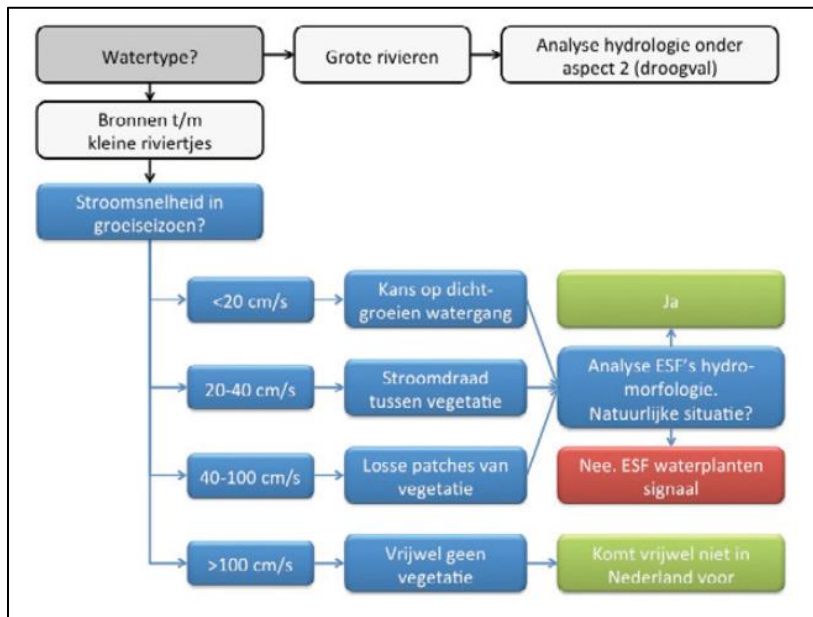 Watertype?
Grote rivieren
Analyse hydrologie onder
aspect 2 (droogval)
Bronnen t/m
kleine riviertjes
Stroomsnelheid in
groeiseizoen?
<20 cm/s
Kans op dicht-
groeien watergang
Ja
20-40 cm/s
Stroomdraad
tussen vegetatie
Analyse ESF's hydro-
morfologie.
Natuurlijke situatie?
40-100 cm/s
Losse patches van
vegetatie
Nee. ESF waterplanten
signaal
>100 cm/s
Vrijwel geen
vegetatie
Komt vrijwel niet in
Nederland voor